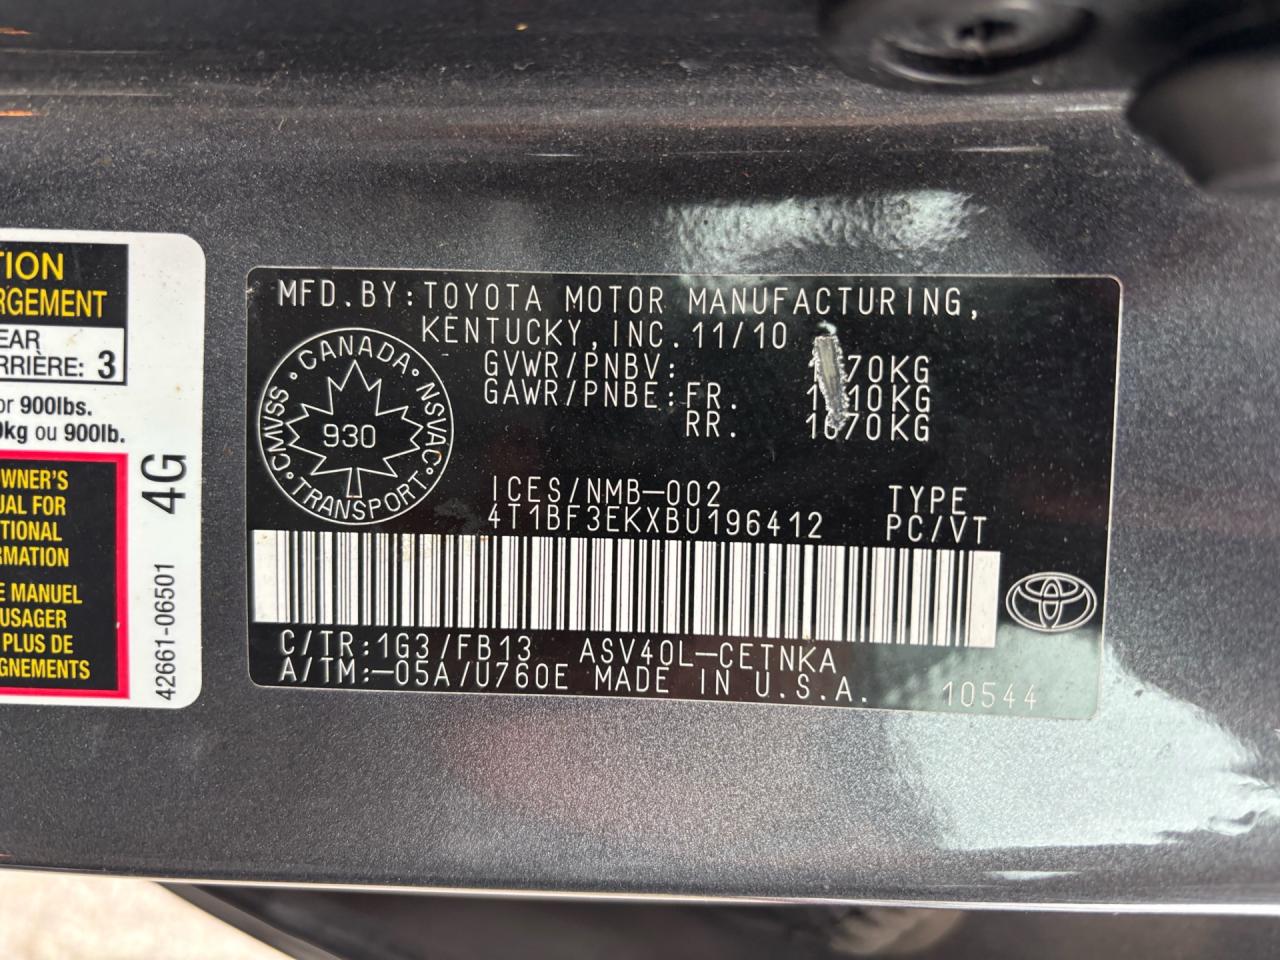 TION
RGEMENT
EAR
RRIÈRE: 3
or 900lbs.
kg ou 900lb.
OWNER'S
UAL FOR
TIONAL
RMATION
E MANUEL
USAGER
PLUS DE
GNEMENTS
4G
42661-06501
MFD.BY:TOYOTA MOTOR MANUFACTURING,
KENTUCKY,INC. 11/10
GVWR/PNBV:
GAWR/PNBE:FR.
RR.
CANADA · NSVAC · TRANSPORT · CMVSS ·
930
ICES/NMB-002
4T1BF3EKXBU196412
TYPE
PC/VT
C/TR:1G3/FB13 ASV40L-CETNKA
A/TM:-05A/U760E MADE IN U.S.A.
10544